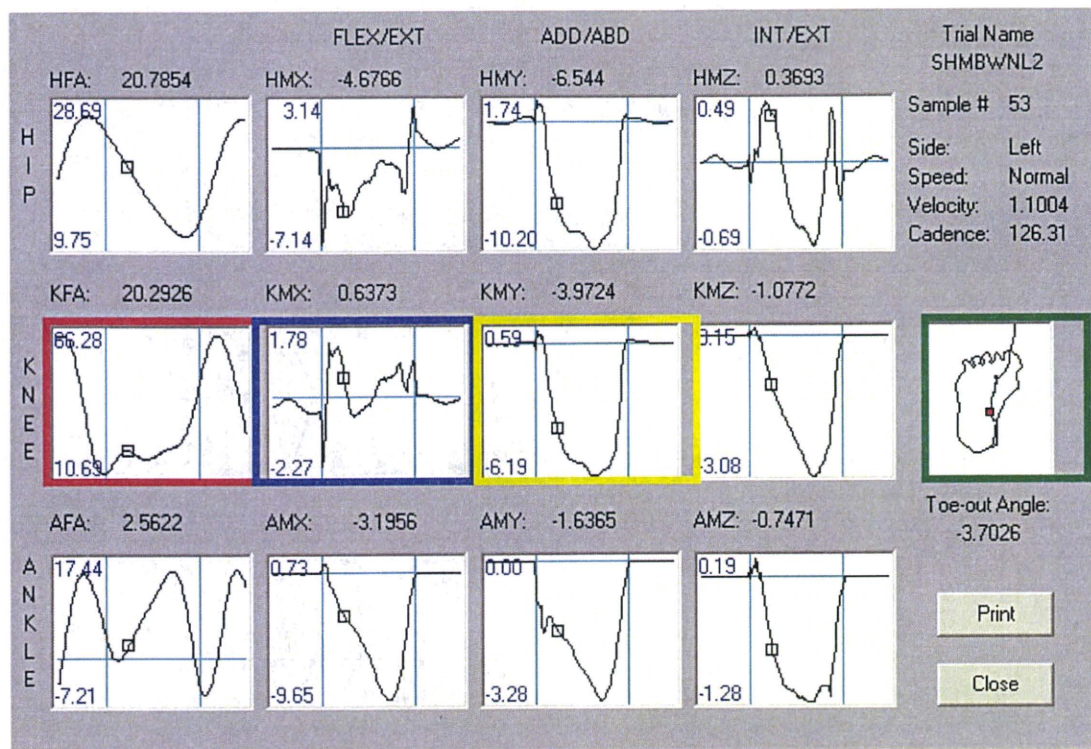 FLEX/EXT ADD/ABD INT/EXT Trial Name
SHMBWNL2
HFA: 20.7854 HMX: -4.6766 HMY: -6.544 HMZ: 0.3693
28.69 3.14 1.74 0.49
Sample # 53
HIP
Side: Left
Speed: Normal
Velocity: 1.1004
Cadence: 126.31
9.75 -7.14 -10.20 -0.69
KFA: 20.2926 KMX: 0.6373 KMY: -3.9724 KMZ: -1.0772
66.28 1.78 0.59 0.15
KNEE
10.69 -2.27 -6.19 -3.08
Toe-out Angle:
-3.7026
AFA: 2.5622 AMX: -3.1956 AMY: -1.6365 AMZ: -0.7471
17.44 0.73 0.00 0.19
ANKLE
-7.21 -9.65 -3.28 -1.28
Print
Close